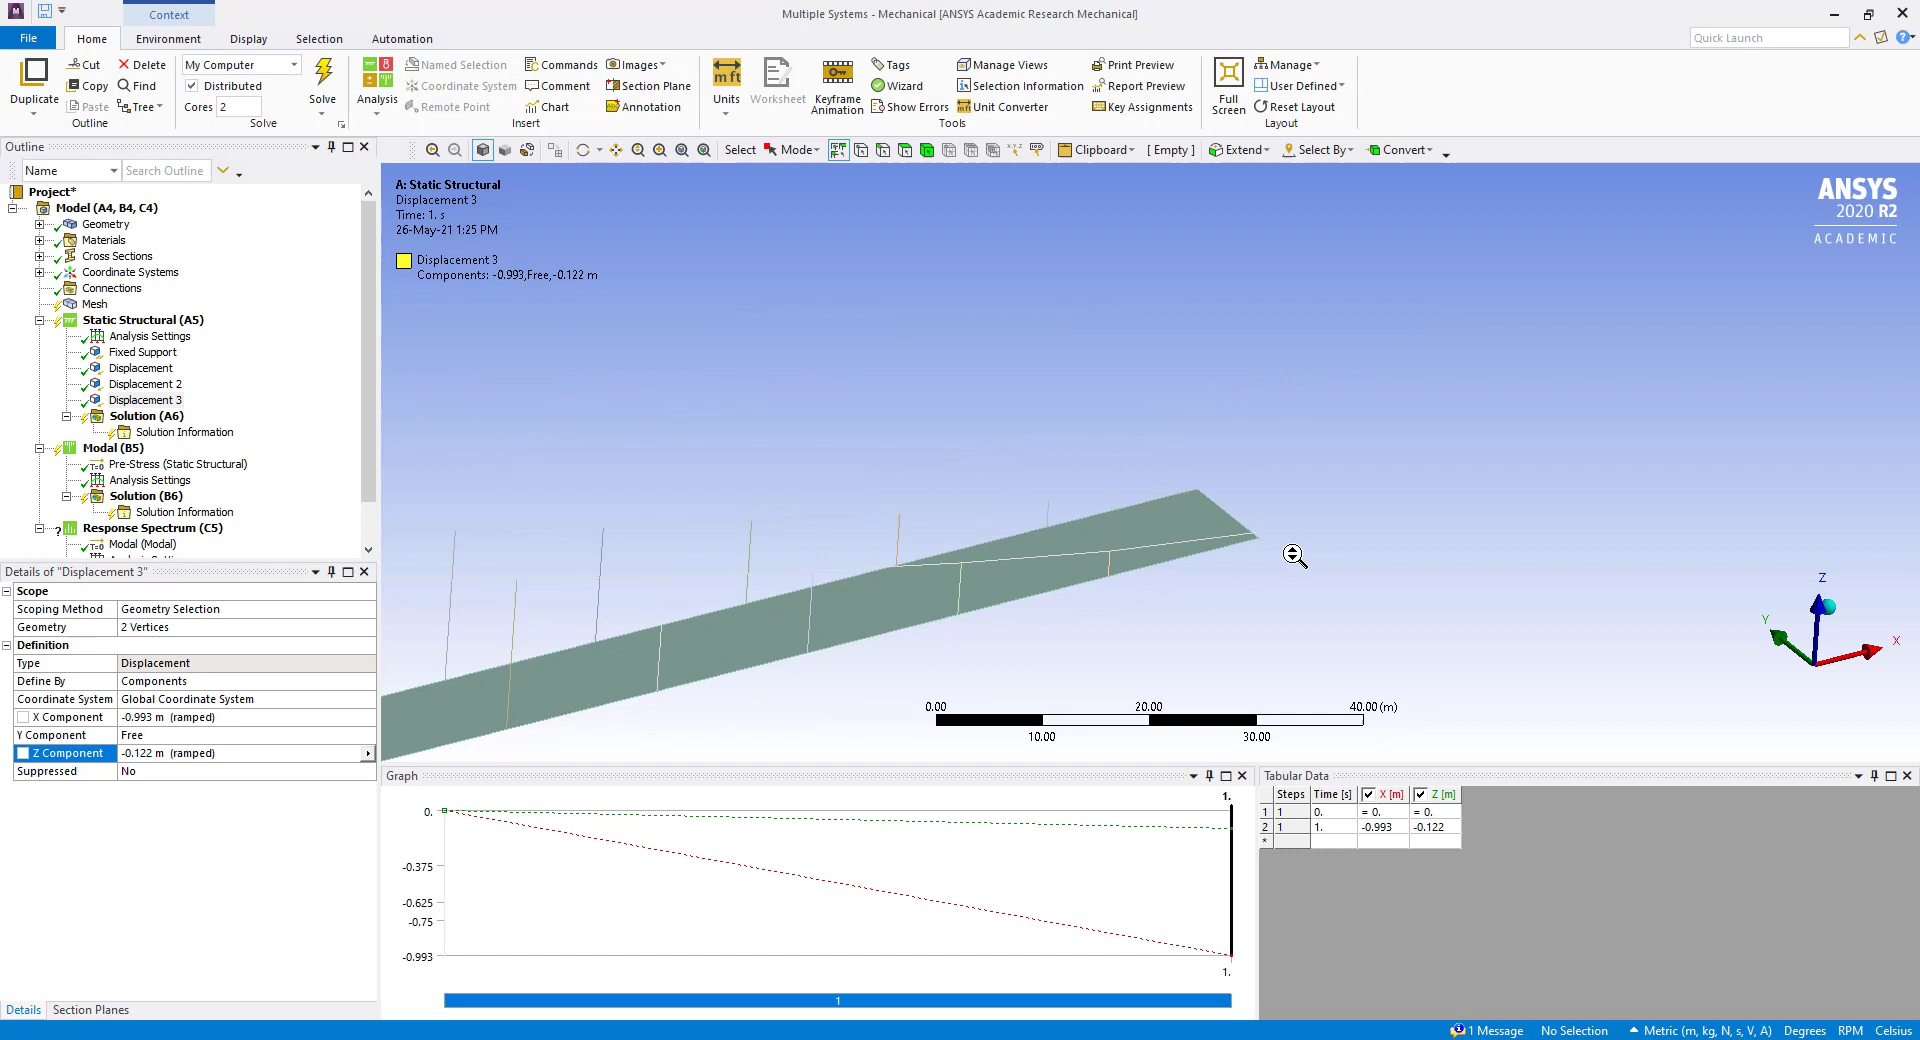 Context
Multiple Systems - Mechanical [ANSYS Academic Research Mechanical]
File Home Environment Display Selection Automation
Quick Launch
Duplicate
Cut
Copy
Paste
Delete
Find
Tree
Outline
My Computer
Distributed
Cores 2
Solve
Solve
Analysis
Named Selection
Coordinate System
Remote Point
Commands
Comment
Chart
Images
Section Plane
Annotation
Insert
Units
Worksheet
Keyframe
Animation
Tags
Wizard
Show Errors
Manage Views
Selection Information
Unit Converter
Print Preview
Report Preview
Key Assignments
Tools
Full
Screen
Manage
User Defined
Reset Layout
Layout
Outline
Name
Search Outline
Select Mode Clipboard [ Empty ] Extend Select By Convert
Project*
Model (A4, B4, C4)
Geometry
Materials
Cross Sections
Coordinate Systems
Connections
Mesh
Static Structural (A5)
Analysis Settings
Fixed Support
Displacement
Displacement 2
Displacement 3
Solution (A6)
Solution Information
Modal (B5)
Pre-Stress (Static Structural)
Analysis Settings
Solution (B6)
Solution Information
Response Spectrum (C5)
Modal (Modal)
A: Static Structural
Displacement 3
Time: 1. s
26-May-21 1:25 PM
Displacement 3
Components: -0.993,Free,-0.122 m
ANSYS
2020 R2
ACADEMIC
Z
Y
X
0.00 20.00 40.00 (m)
10.00 30.00
Details of "Displacement 3"
Scope
Scoping Method Geometry Selection
Geometry 2 Vertices
Definition
Type Displacement
Define By Components
Coordinate System Global Coordinate System
X Component -0.993 m (ramped)
Y Component Free
Z Component -0.122 m (ramped)
Suppressed No
Details Section Planes
Graph
1.
0.
-0.375
-0.625
-0.75
-0.993
1.
1
Tabular Data
Steps Time [s] X [m] Z [m]
1 1 0. = 0. = 0.
2 1 1. -0.993 -0.122
*
1 Message No Selection Metric (m, kg, N, s, V, A) Degrees RPM Celsius